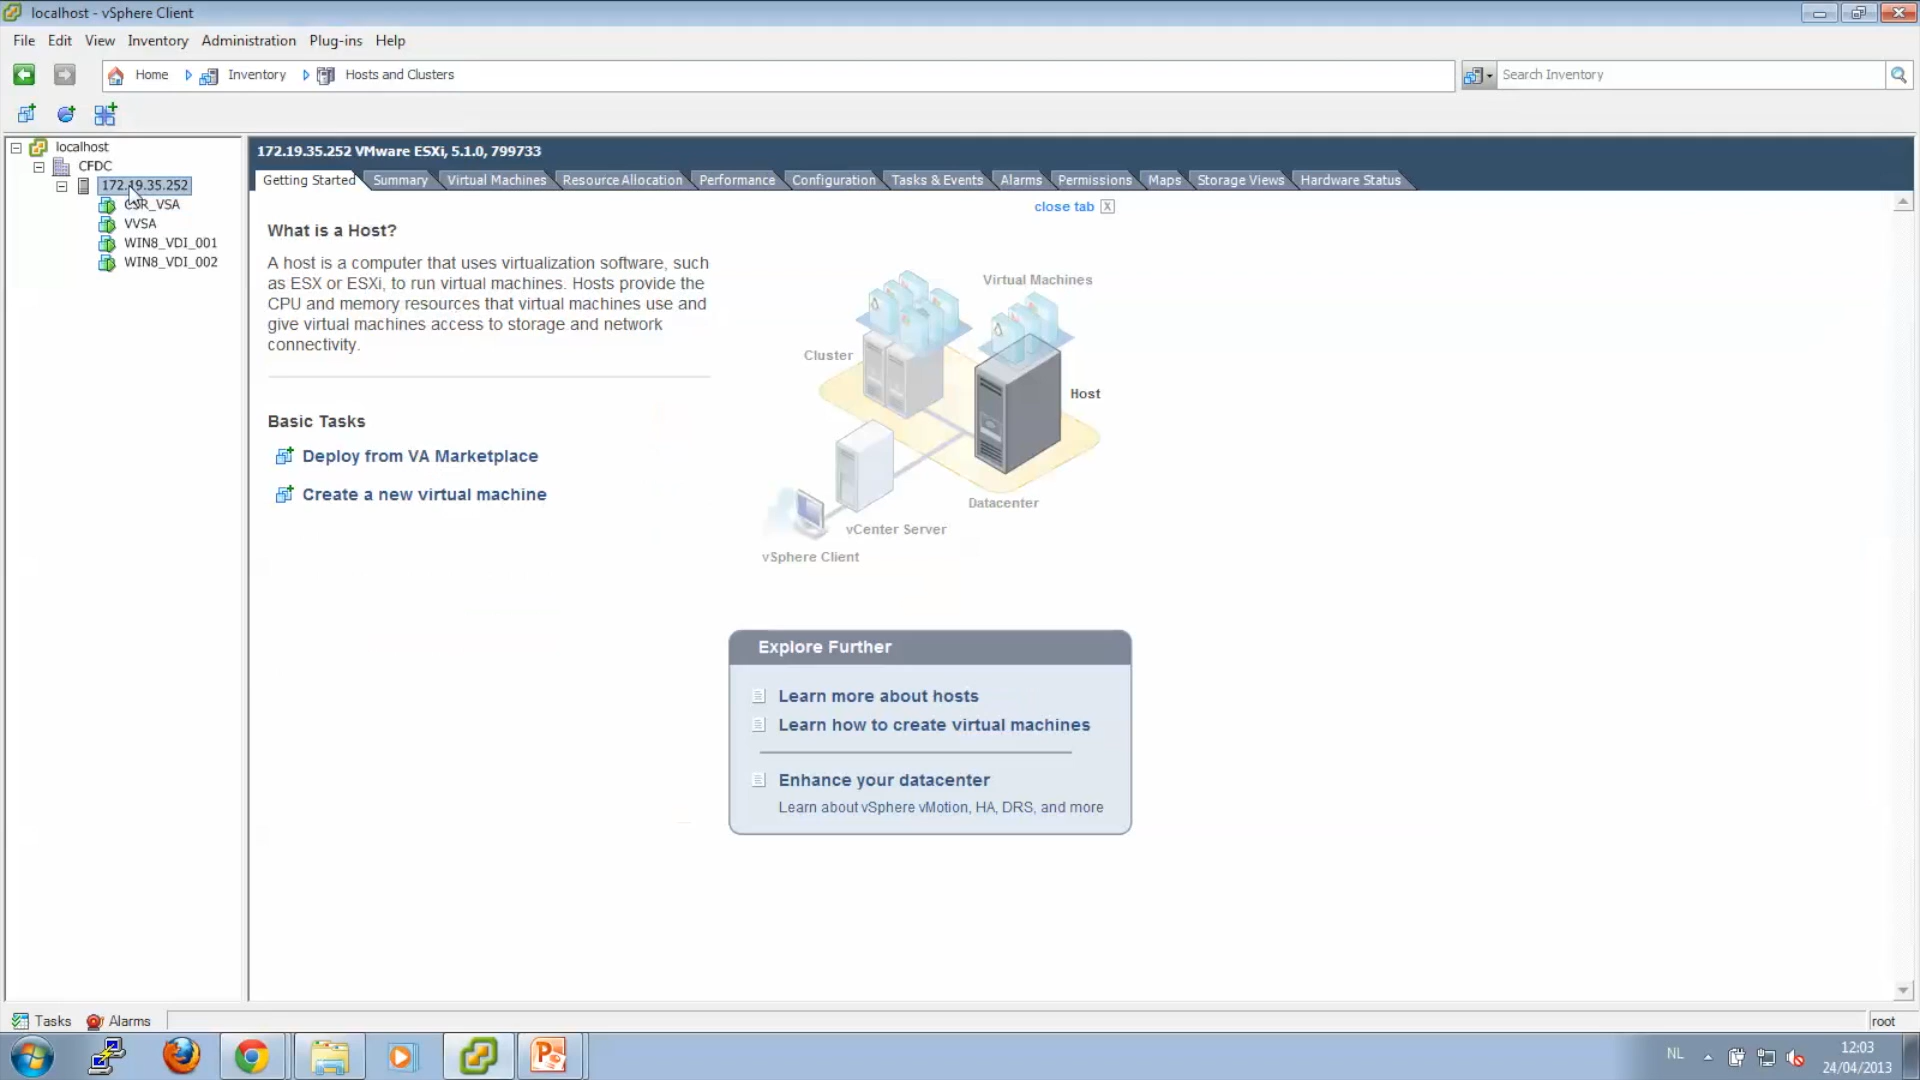 localhost - vSphere Client
File Edit View Inventory Administration Plug-ins Help
Home Inventory Hosts and Clusters
Search Inventory
localhost
CFDC
172.19.35.252
CSR_VSA
VVSA
WIN8_VDI_001
WIN8_VDI_002
172.19.35.252 VMware ESXi, 5.1.0, 799733
Getting Started Summary Virtual Machines Resource Allocation Performance Configuration Tasks & Events Alarms Permissions Maps Storage Views Hardware Status
close tab X
What is a Host?
A host is a computer that uses virtualization software, such
as ESX or ESXi, to run virtual machines. Hosts provide the
CPU and memory resources that virtual machines use and
give virtual machines access to storage and network
connectivity.
Basic Tasks
Deploy from VA Marketplace
Create a new virtual machine
Virtual Machines
Cluster
Host
Datacenter
vCenter Server
vSphere Client
Explore Further
Learn more about hosts
Learn how to create virtual machines
Enhance your datacenter
Learn about vSphere vMotion, HA, DRS, and more
Tasks Alarms
root
NL
12:03
24/04/2013